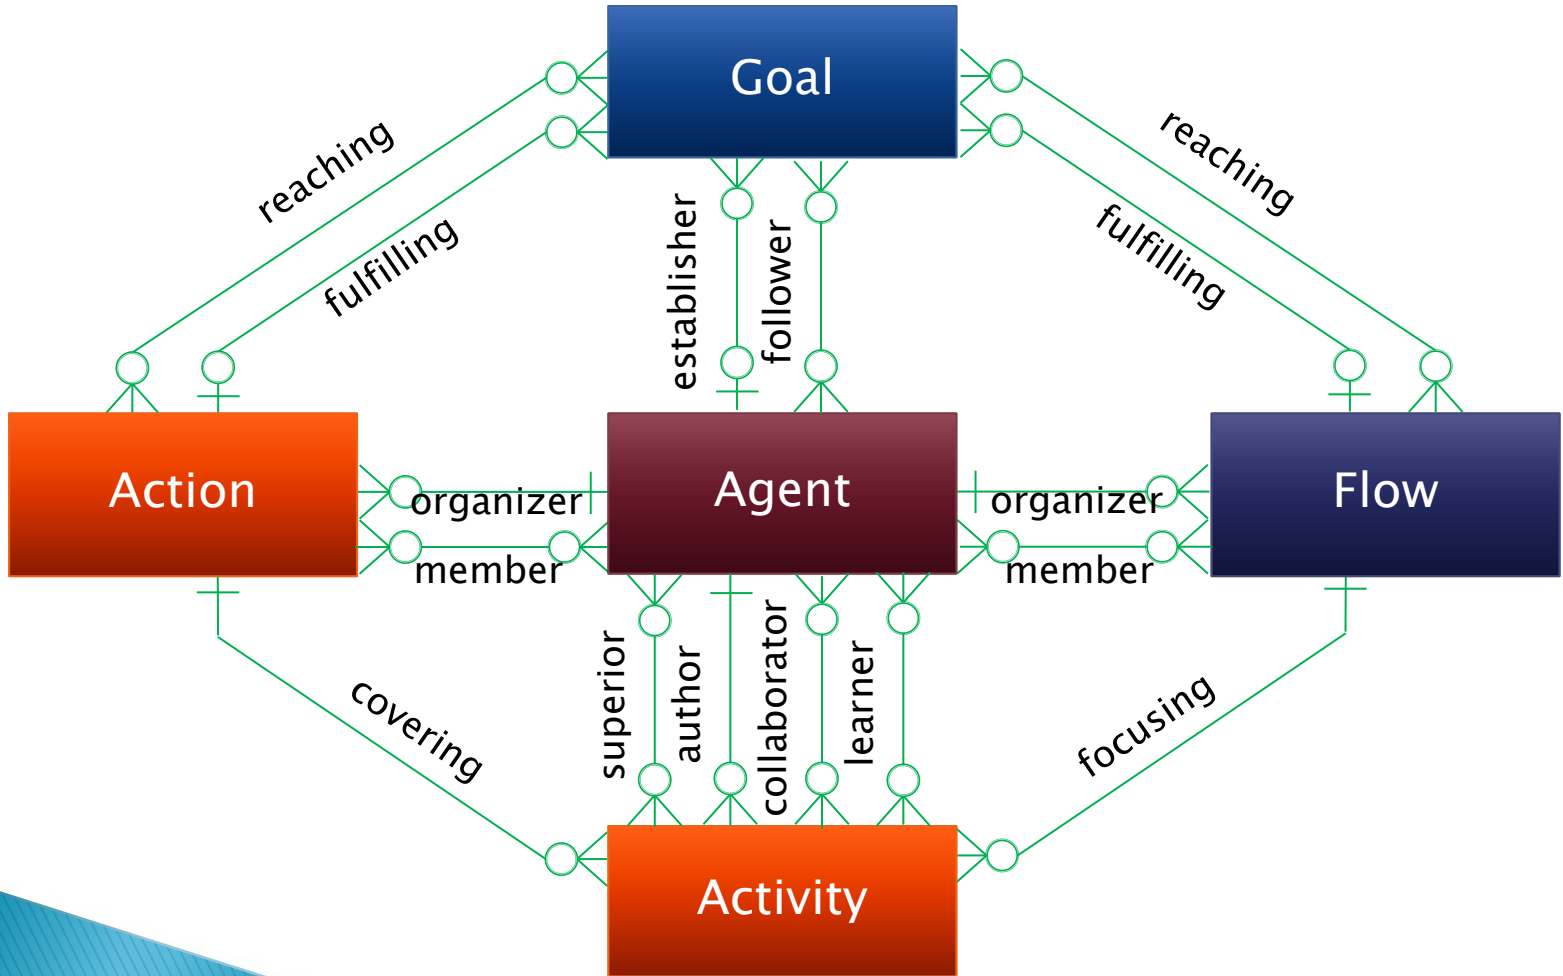 Goal
reaching
fulfilling
establisher
follower
reaching
fulfilling
Action
organizer
member
Agent
organizer
member
Flow
covering
superior
author
collaborator
learner
focusing
Activity